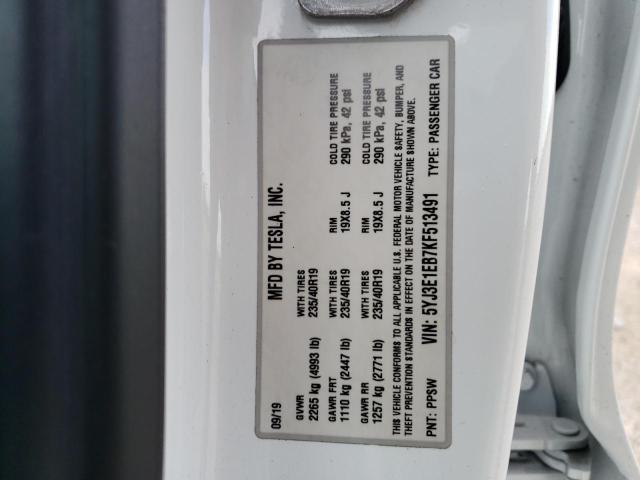 09/19 MFD BY TESLA, INC.
GVWR WITH TIRES RIM COLD TIRE PRESSURE
2265 kg (4993 lb) 235/40R19
GAWR FRT WITH TIRES RIM COLD TIRE PRESSURE
1110 kg (2447 lb) 235/40R19 19X8.5 J 290 kPa, 42 psi
GAWR RR WITH TIRES RIM COLD TIRE PRESSURE
1257 kg (2771 lb) 235/40R19 19X8.5 J 290 kPa, 42 psi
THIS VEHICLE CONFORMS TO ALL APPLICABLE U.S. FEDERAL MOTOR VEHICLE SAFETY, BUMPER, AND
THEFT PREVENTION STANDARDS IN EFFECT ON THE DATE OF MANUFACTURE SHOWN ABOVE.
VIN: 5YJ3E1EB7KF513491
PNT: PPSW TYPE: PASSENGER CAR